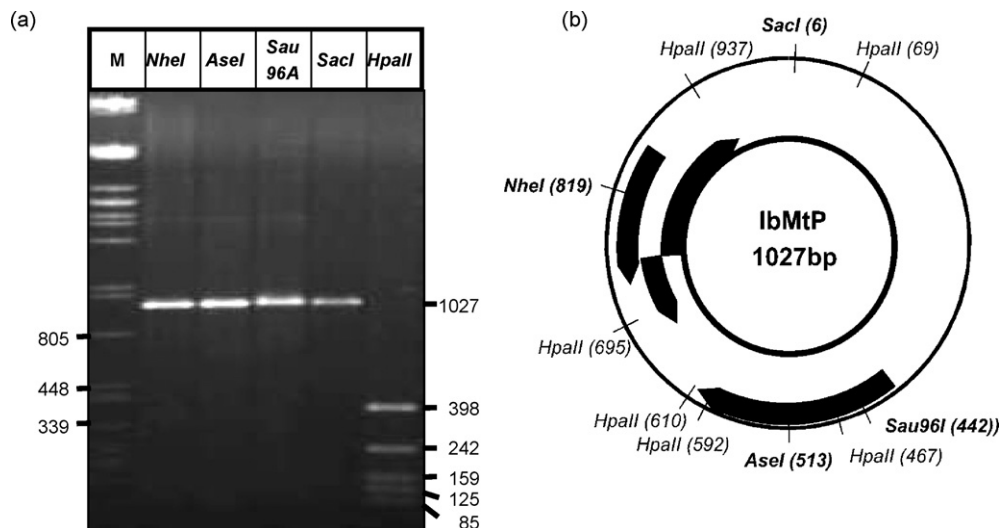 (a)
M NheI AseI Sau 96A SacI HpaII
805
448
339
1027
398
242
159
125
85
(b)
SacI (6)
HpaII (937)
HpaII (69)
NheI (819)
IbMtP
1027bp
HpaII (695)
HpaII (610)
HpaII (592)
AseI (513)
HpaII (467)
Sau96I (442))